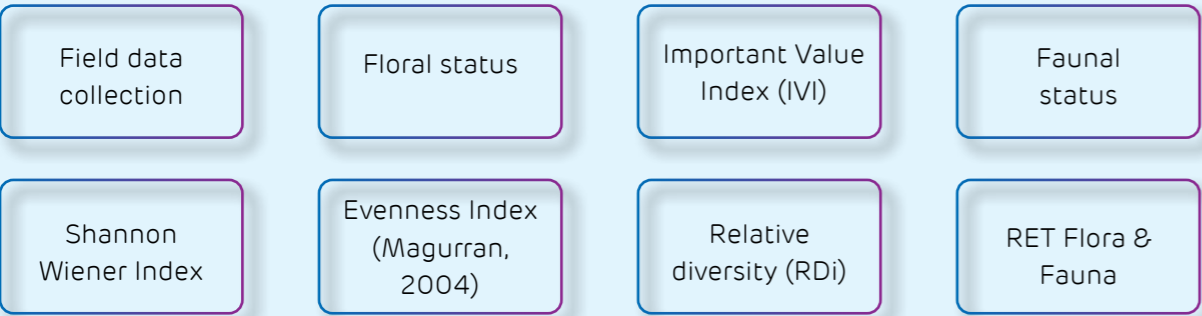 Field data
collection
Floral status
Important Value
Index (IVI)
Faunal
status
Shannon
Wiener Index
Evenness Index
(Magurran,
2004)
Relative
diversity (RDi)
RET Flora &
Fauna